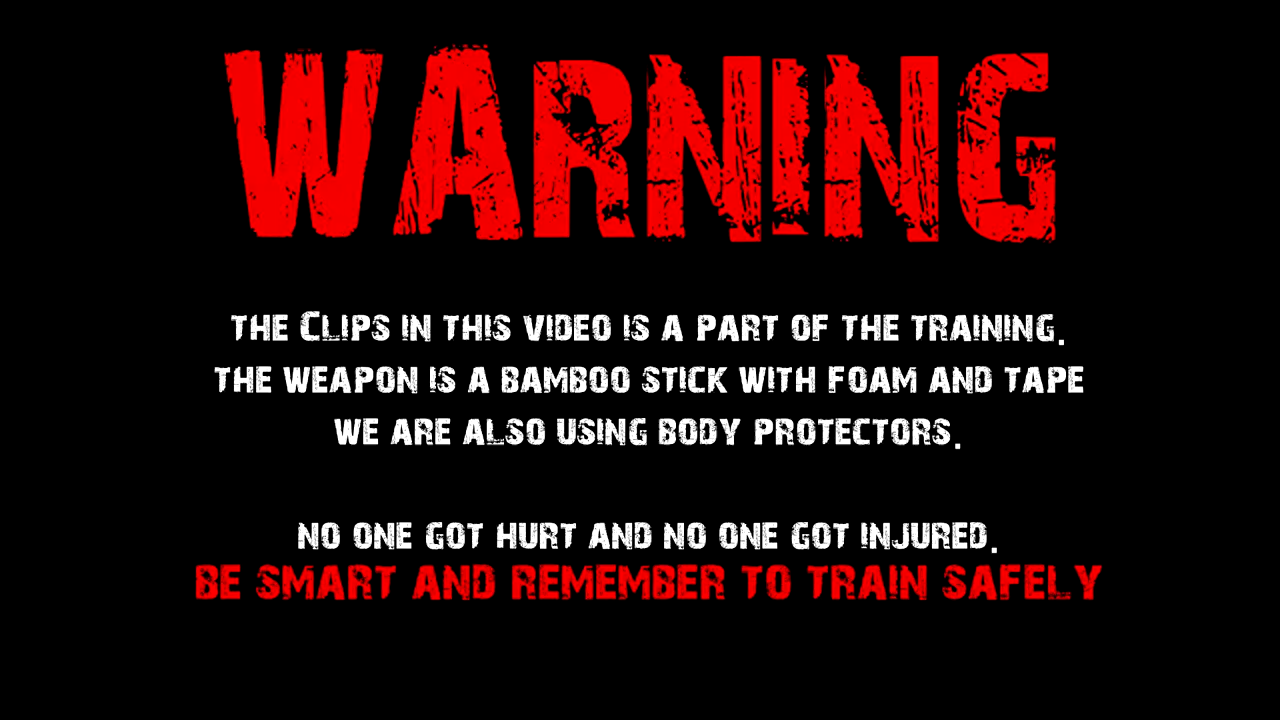 WARNING
THE CLIPS IN THIS VIDEO IS A PART OF THE TRAINING.
THE WEAPON IS A BAMBOO STICK WITH FOAM AND TAPE
WE ARE ALSO USING BODY PROTECTORS.
NO ONE GOT HURT AND NO ONE GOT INJURED.
BE SMART AND REMEMBER TO TRAIN SAFELY